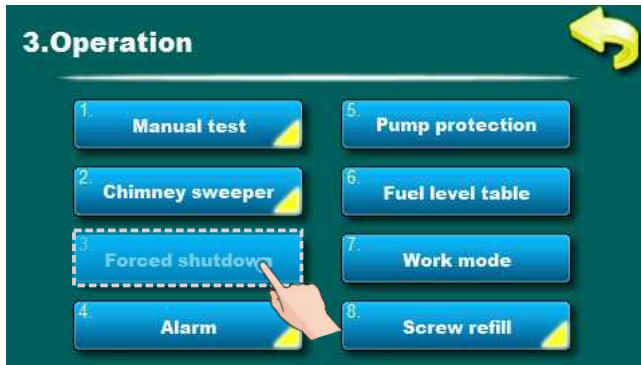 3.Operation
1.
Manual test
2.
Chimney sweeper
3.
Forced shutdown
4.
Alarm
5.
Pump protection
6.
Fuel level table
7.
Work mode
8.
Screw refill